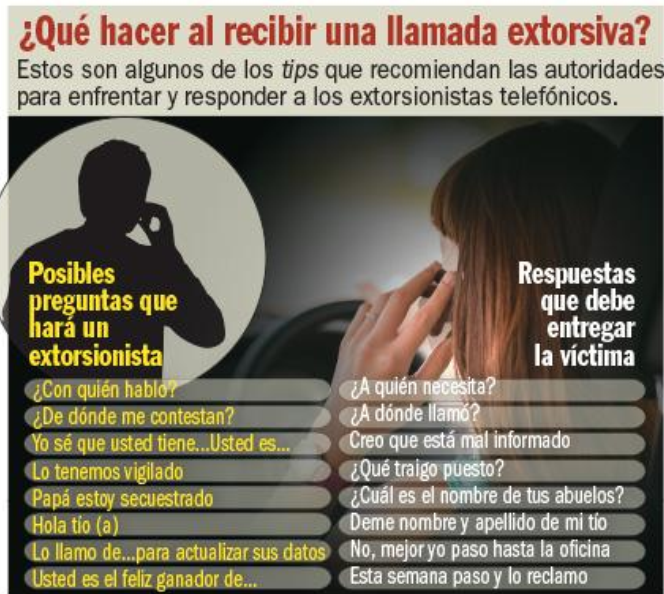 ¿Qué hacer al recibir una llamada extorsiva?
Estos son algunos de los tips que recomiendan las autoridades
para enfrentar y responder a los extorsionistas telefónicos.
Posibles
preguntas que
hará un
extorsionista
Respuestas
que debe
entregar
la víctima
¿Con quién hablo?
¿A quién necesita?
¿De dónde me contestan?
¿A dónde llamó?
Yo sé que usted tiene...Usted es...
Creo que está mal informado
Lo tenemos vigilado
¿Qué traigo puesto?
Papá estoy secuestrado
¿Cuál es el nombre de tus abuelos?
Hola tío (a)
Deme nombre y apellido de mi tío
Lo llamo de...para actualizar sus datos
No, mejor yo paso hasta la oficina
Usted es el feliz ganador de...
Esta semana paso y lo reclamo